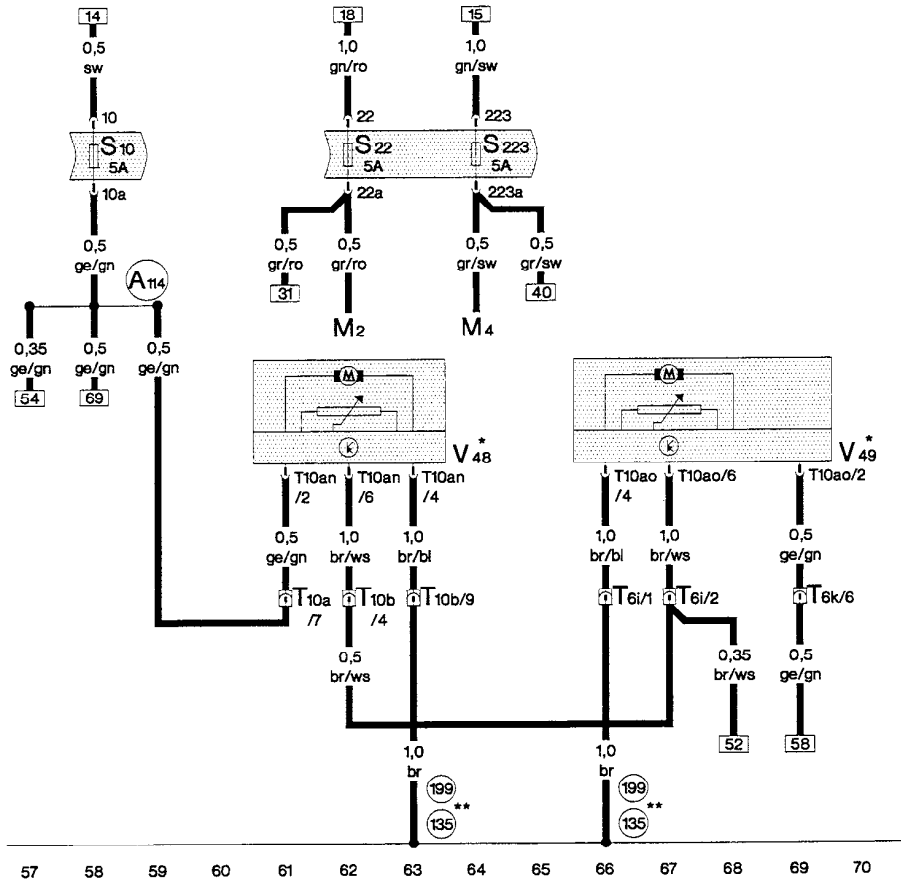 14 18 15
0,5 1,0 1,0
sw gn/ro gn/sw
10 22 223
S10 S22 S223
5A 5A 5A
10a 22a 223a
0,5 0,5 0,5 0,5 0,5
ge/gn gr/ro gr/ro gr/sw gr/sw
A114 31 40
M2 M4
0,35 0,5 0,5
ge/gn ge/gn ge/gn
54 69
M M
k k
V48* V49*
T10an T10an T10an T10ao T10ao/6 T10ao/2
/2 /6 /4 /4
0,5 1,0 1,0 1,0 1,0 0,5
ge/gn br/ws br/bl br/bl br/ws ge/gn
T10a T10b T10b/9 T6i/1 T6i/2 T6k/6
/7 /4
0,5 0,35 0,5
br/ws br/ws ge/gn
52 58
1,0 1,0
br br
199 199
135** 135**
57 58 59 60 61 62 63 64 65 66 67 68 69 70